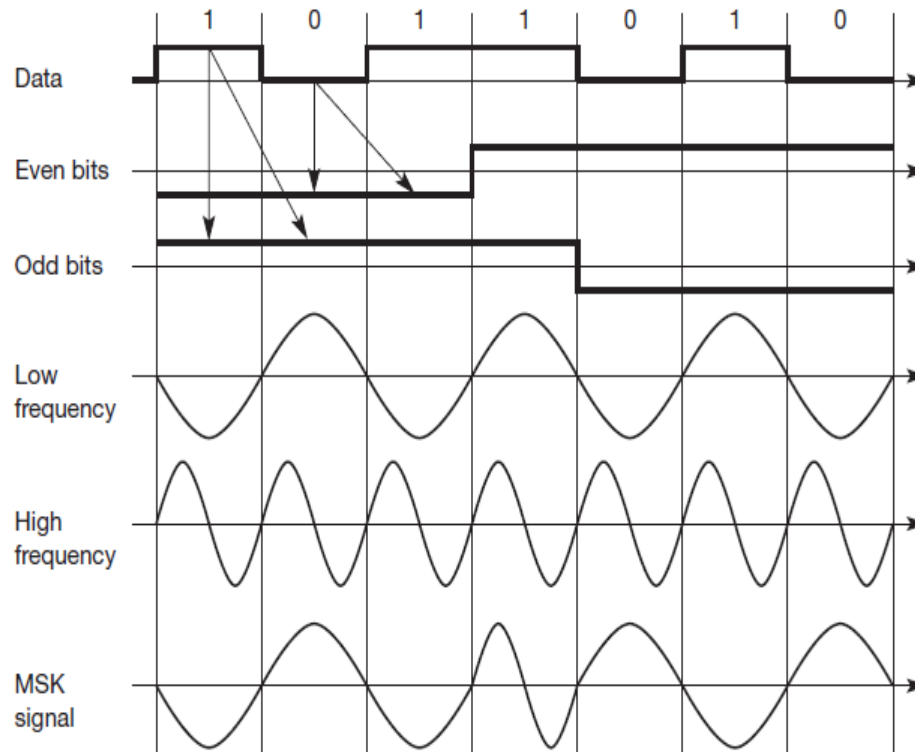 1 0 1 1 0 1 0
Data
Even bits
Odd bits
Low
frequency
High
frequency
MSK
signal